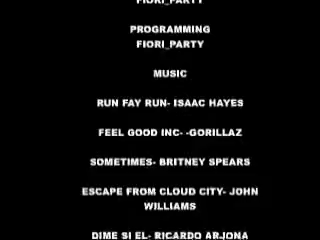 FIORI_PARTY
PROGRAMMING
FIORI_PARTY
MUSIC
RUN FAY RUN- ISAAC HAYES
FEEL GOOD INC- -GORILLAZ
SOMETIMES- BRITNEY SPEARS
ESCAPE FROM CLOUD CITY- JOHN
WILLIAMS
DIME SI EL- RICARDO ARJONA